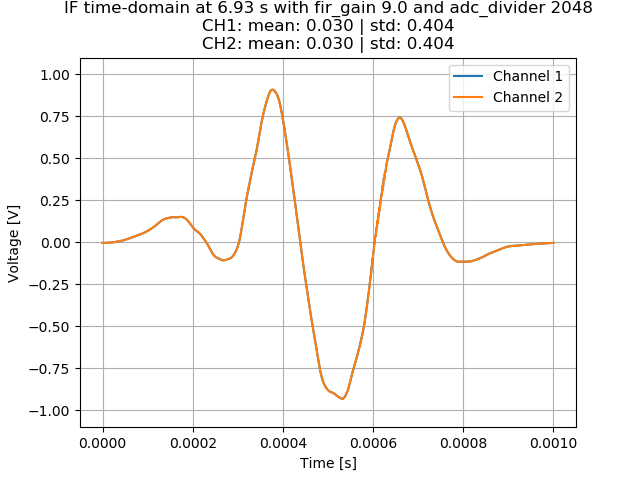 IF time-domain at 6.93 s with fir_gain 9.0 and adc_divider 2048
CH1: mean: 0.030 | std: 0.404
CH2: mean: 0.030 | std: 0.404
Channel 1
Channel 2
Voltage [V]
1.00
0.75
0.50
0.25
0.00
−0.25
−0.50
−0.75
−1.00
0.0000 0.0002 0.0004 0.0006 0.0008 0.0010
Time [s]